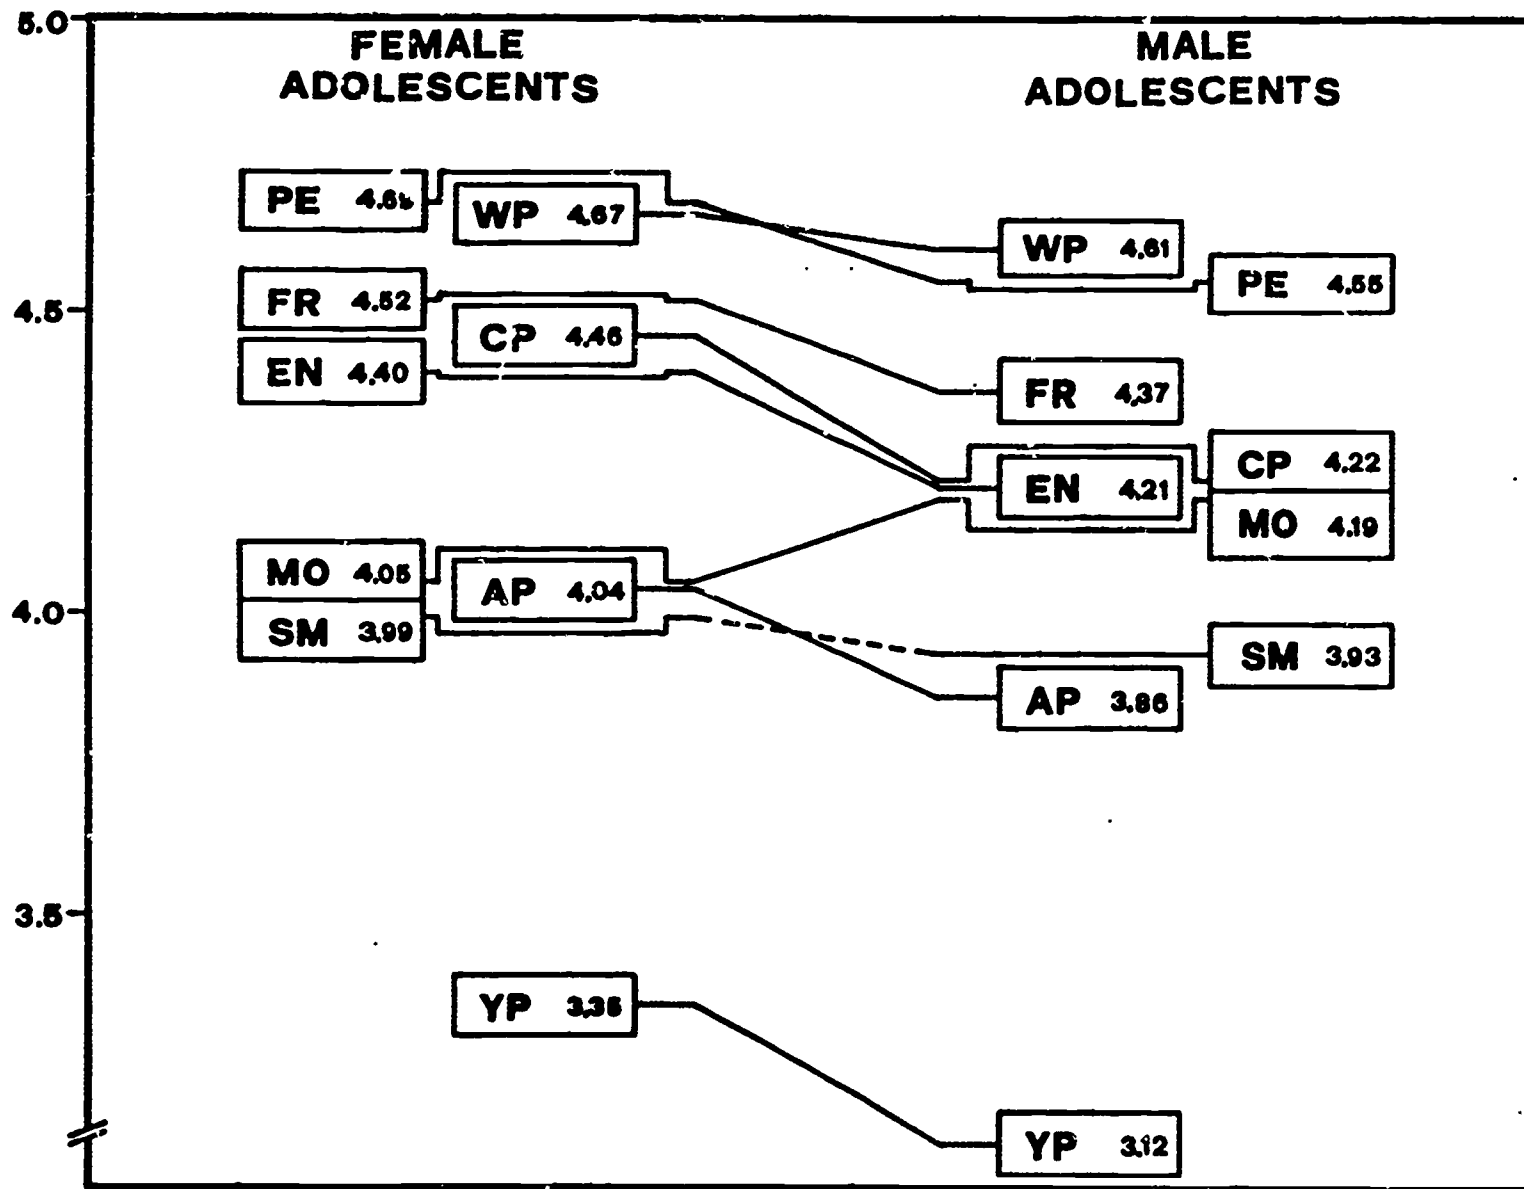 5.0
FEMALE
ADOLESCENTS
MALE
ADOLESCENTS
PE
WP 4.67
WP 4.61
PE 4.55
FR 4.52
4.5
CP 4.46
EN 4.40
FR 4.37
CP 4.22
EN 4.21
MO 4.19
MO 4.05
AP 4.04
4.0
SM 3.99
SM 3.93
AP 3.86
3.5
YP 3.35
YP 3.12